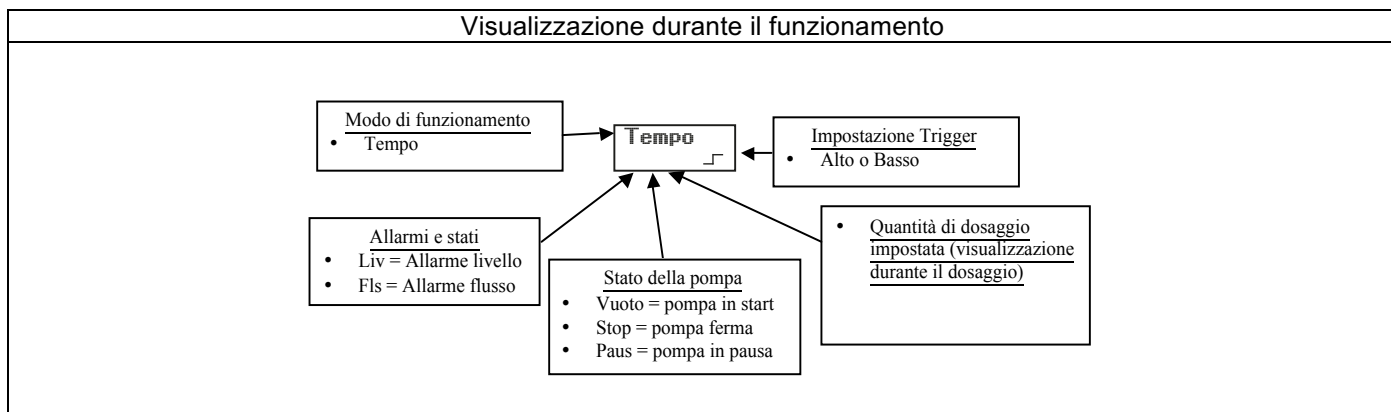 Visualizzazione durante il funzionamento
Modo di funzionamento
• Tempo
Tempo
Impostazione Trigger
• Alto o Basso
Allarmi e stati
• Liv = Allarme livello
• Fls = Allarme flusso
Stato della pompa
• Vuoto = pompa in start
• Stop = pompa ferma
• Paus = pompa in pausa
• Quantità di dosaggio
impostata (visualizzazione
durante il dosaggio)